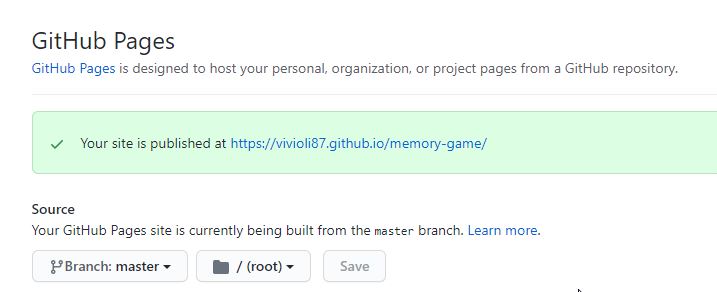 GitHub Pages
GitHub Pages is designed to host your personal, organization, or project pages from a GitHub repository.
Your site is published at https://vivioli87.github.io/memory-game/
Source
Your GitHub Pages site is currently being built from the master branch. Learn more.
Branch: master / (root) Save